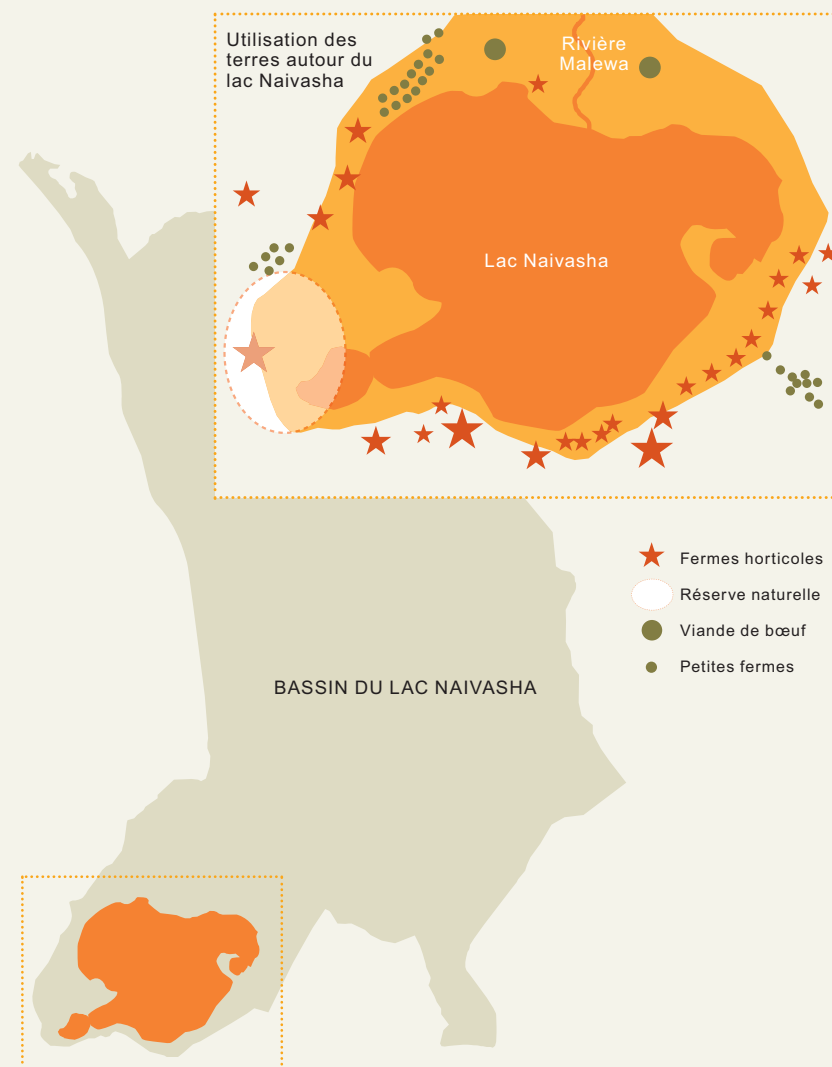 Utilisation des
terres autour du
lac Naivasha
Rivière
Malewa
Lac Naivasha
Fermes horticoles
Réserve naturelle
Viande de bœuf
Petites fermes
BASSIN DU LAC NAIVASHA